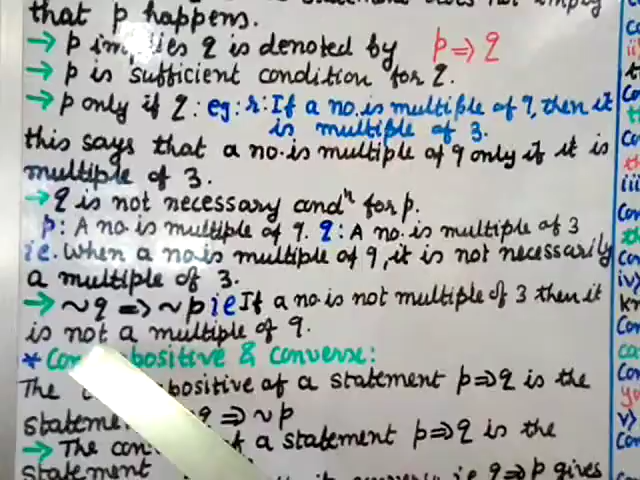 that p happens.
→ p implies q is denoted by p ⇒ q
→ p is sufficient condition for q.
→ p only if q: eg: r: If a no. is multiple of 9, then it
is multiple of 3.
this says that a no. is multiple of 9 only if it is
multiple of 3.
→ q is not necessary condⁿ for p.
p: A no. is multiple of 9. q: A no. is multiple of 3
ie. when a no. is multiple of 9, it is not necessarily
a multiple of 3.
→ ~q ⇒ ~p ie If a no. is not multiple of 3 then it
is not a multiple of 9.
* positive & converse:
The positive of a statement p ⇒ q is the
q ⇒ ~p
→ The a statement p ⇒ q is the
statement ie q ⇒ p gives